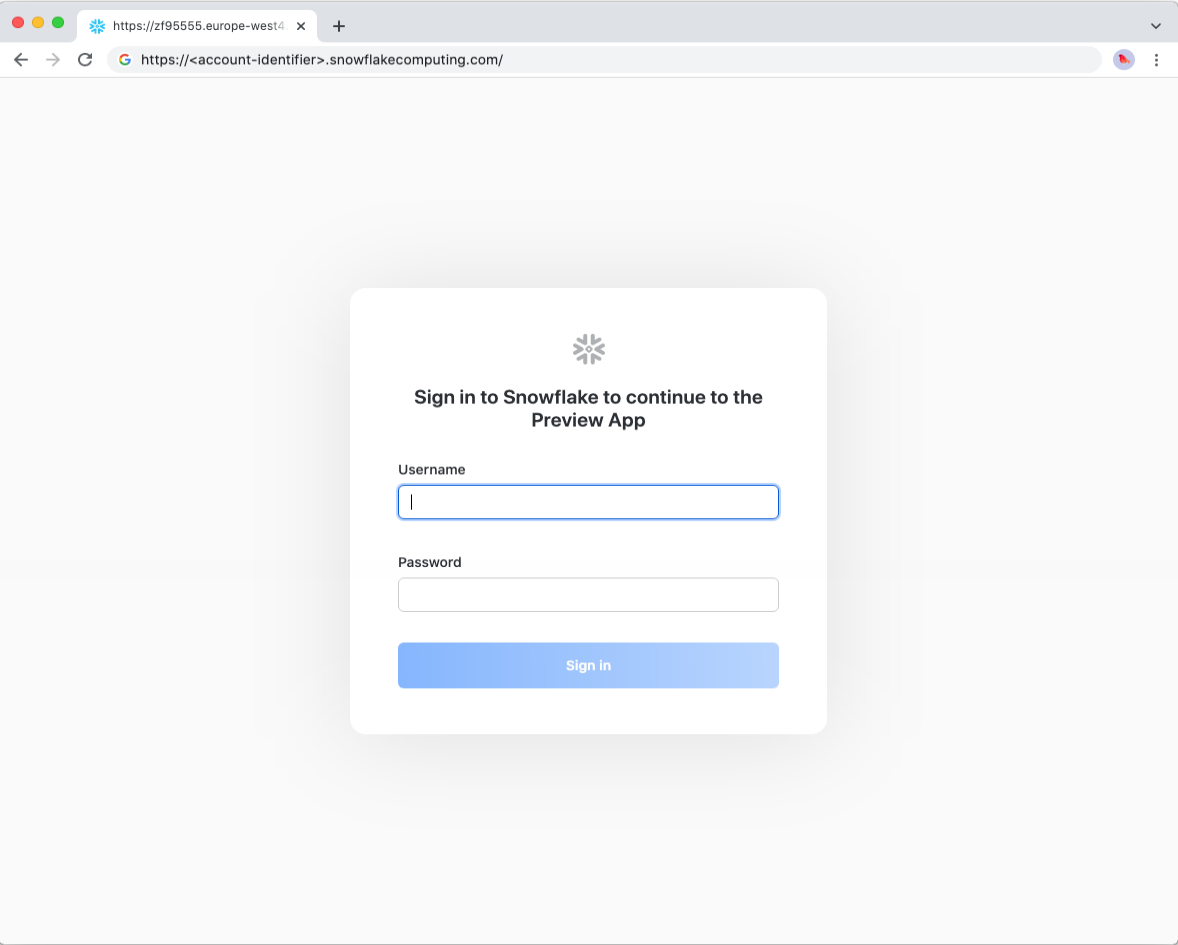 https://zf95555.europe-west4
https://<account-identifier>.snowflakecomputing.com/
Sign in to Snowflake to continue to the
Preview App
Username
Password
Sign in